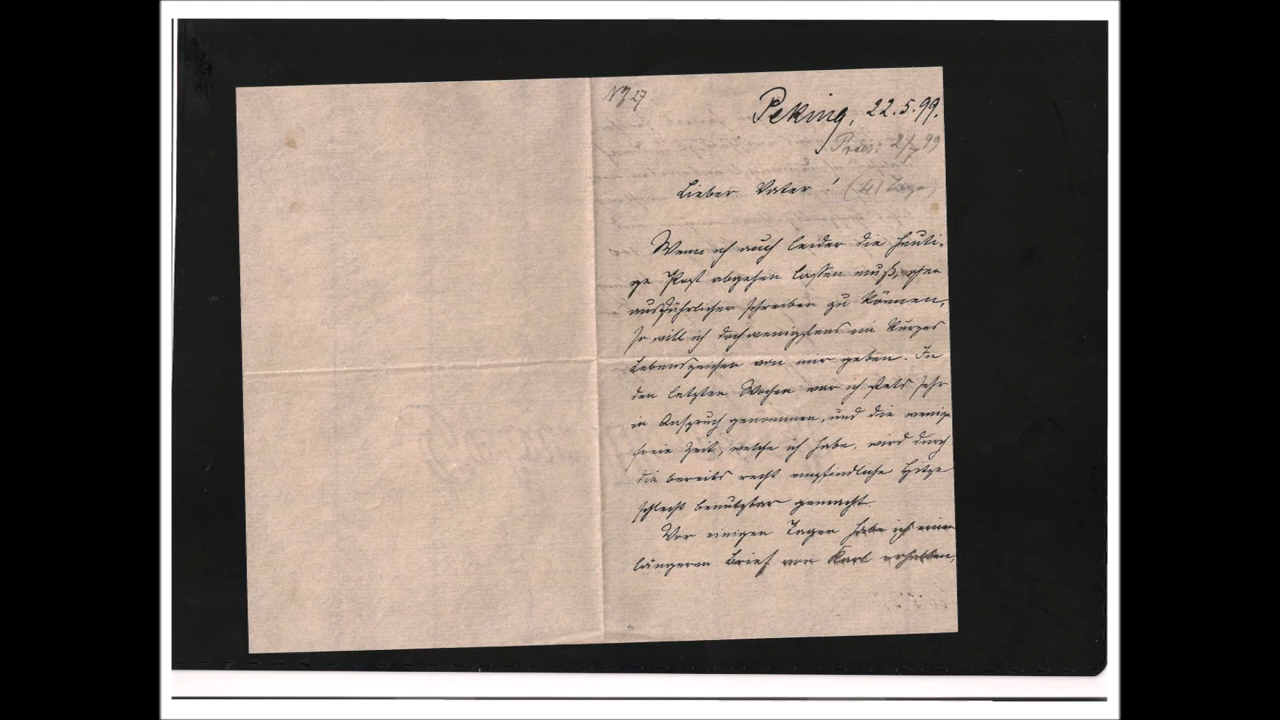 No 27.
Peking, 22.5.99.
Präs: 2/7 99
(41 Tage)
Lieber Vater!
Wenn ich auch leider die heuti-
ge Post abgehen lassen muß, ohne
ausführlicher schreiben zu können,
so will ich doch wenigstens ein kurzes
Lebenszeichen von mir geben. In
den letzten Wochen war ich stets sehr
in Anspruch genommen, und die wenige
freie Zeit, welche ich habe, wird durch
die bereits recht empfindliche Hitze
schlecht benutzbar gemacht.
Vor einigen Tagen habe ich einen
längeren Brief von Karl erhalten,